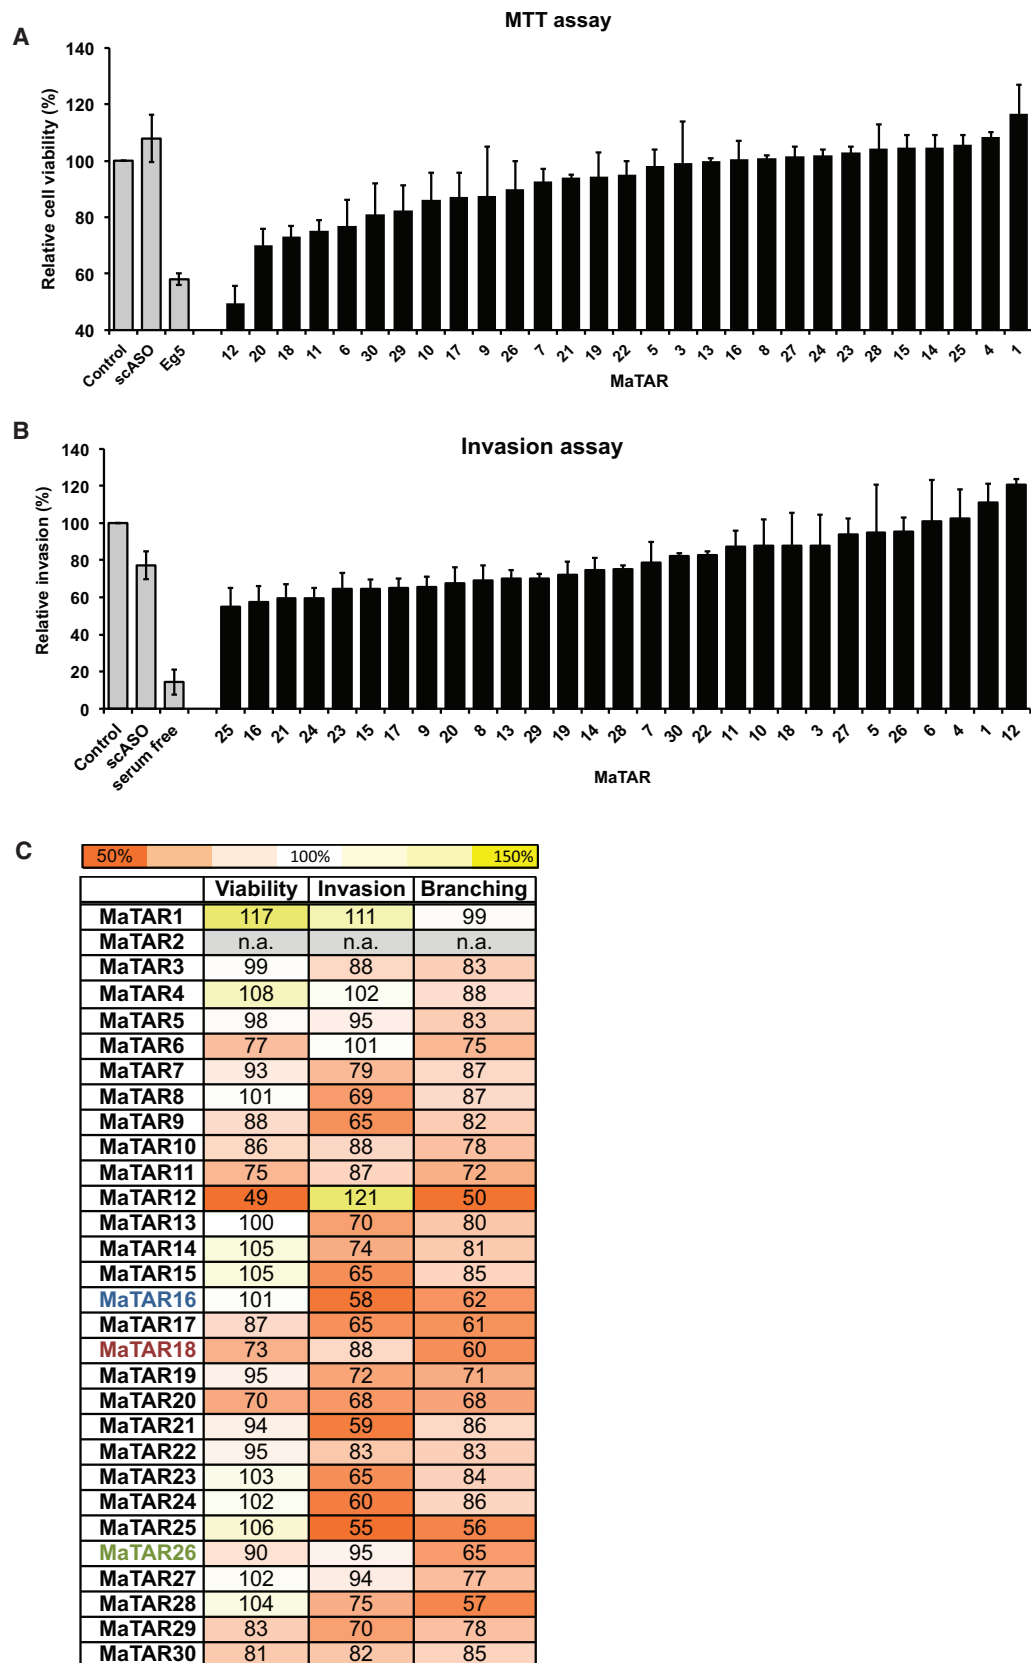 A
MTT assay
Relative cell viability (%)
140
120
100
80
60
40
Control scASO Eg5 12 20 18 11 6 30 29 10 17 9 26 7 21 19 22 5 3 13 16 8 27 24 23 28 15 14 25 4 1
MaTAR
B
Invasion assay
Relative invasion (%)
140
120
100
80
60
40
20
0
Control scASO serum free 25 16 21 24 23 15 17 9 20 8 13 29 19 14 28 7 30 22 11 10 18 3 27 5 26 6 4 1 12
MaTAR
C
50% 100% 150%
Viability Invasion Branching
MaTAR1 117 111 99
MaTAR2 n.a. n.a. n.a.
MaTAR3 99 88 83
MaTAR4 108 102 88
MaTAR5 98 95 83
MaTAR6 77 101 75
MaTAR7 93 79 87
MaTAR8 101 69 87
MaTAR9 88 65 82
MaTAR10 86 88 78
MaTAR11 75 87 72
MaTAR12 49 121 50
MaTAR13 100 70 80
MaTAR14 105 74 81
MaTAR15 105 65 85
MaTAR16 101 58 62
MaTAR17 87 65 61
MaTAR18 73 88 60
MaTAR19 95 72 71
MaTAR20 70 68 68
MaTAR21 94 59 86
MaTAR22 95 83 83
MaTAR23 103 65 84
MaTAR24 102 60 86
MaTAR25 106 55 56
MaTAR26 90 95 65
MaTAR27 102 94 77
MaTAR28 104 75 57
MaTAR29 83 70 78
MaTAR30 81 82 85